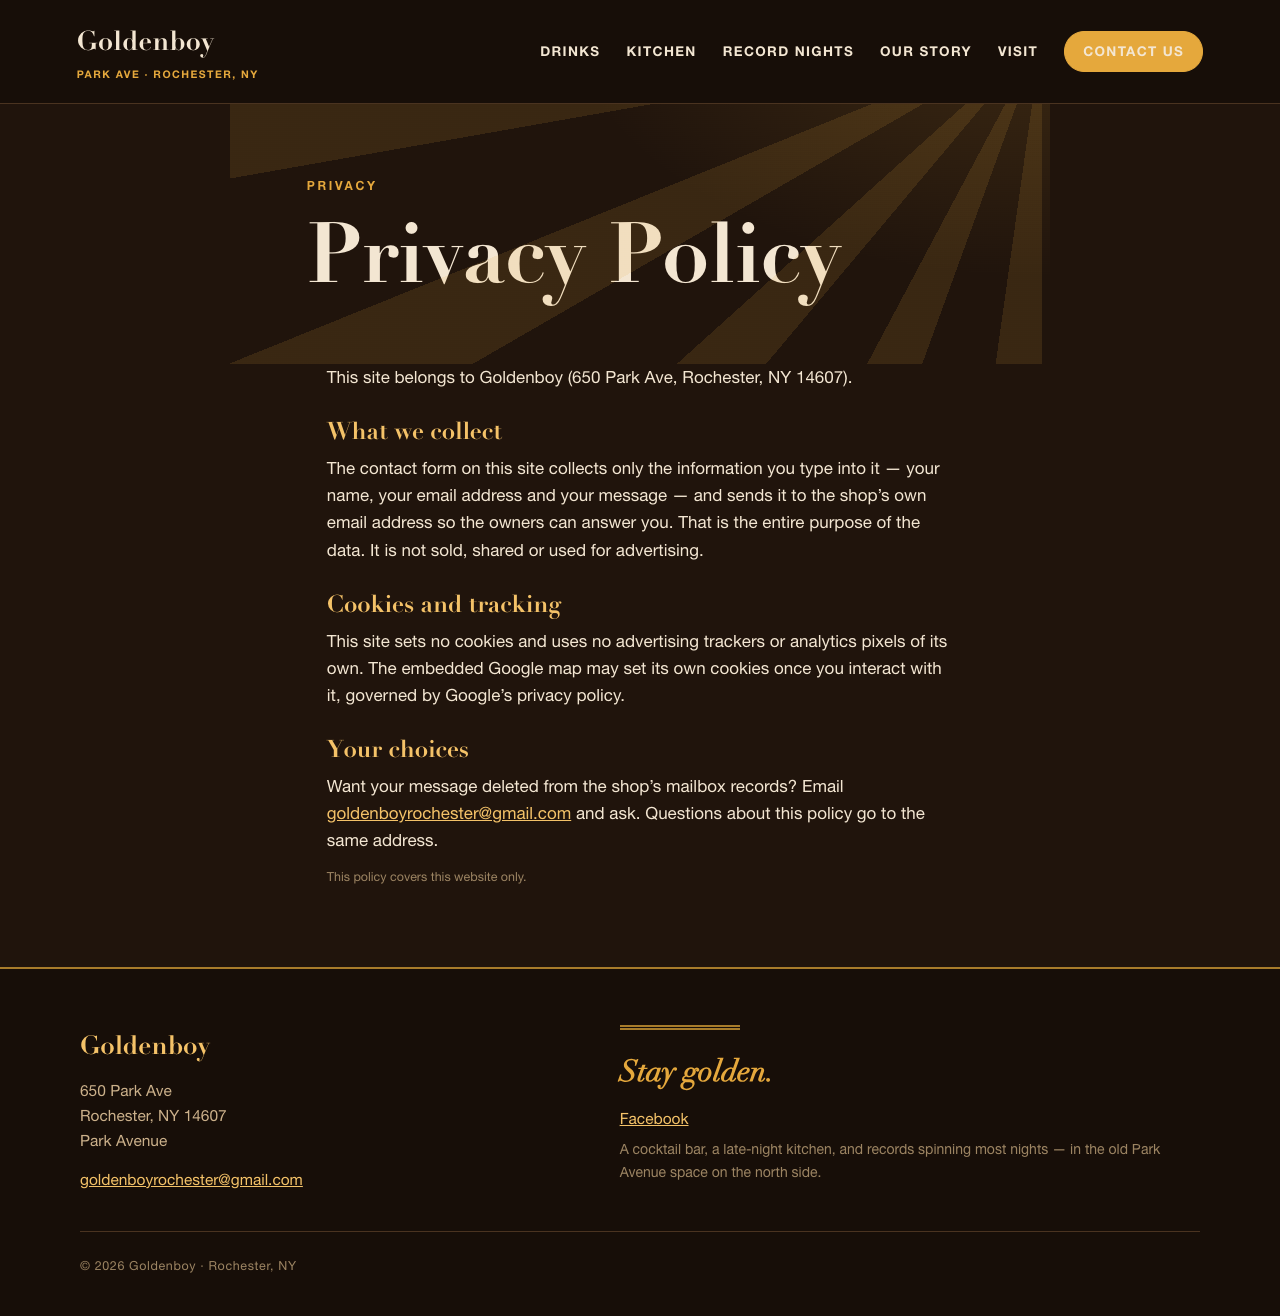 Goldenboy
PARK AVE · ROCHESTER, NY
DRINKS
KITCHEN
RECORD NIGHTS
OUR STORY
VISIT
CONTACT US
PRIVACY
Privacy Policy
This site belongs to Goldenboy (650 Park Ave, Rochester, NY 14607).
What we collect
The contact form on this site collects only the information you type into it — your
name, your email address and your message — and sends it to the shop’s own
email address so the owners can answer you. That is the entire purpose of the
data. It is not sold, shared or used for advertising.
Cookies and tracking
This site sets no cookies and uses no advertising trackers or analytics pixels of its
own. The embedded Google map may set its own cookies once you interact with
it, governed by Google’s privacy policy.
Your choices
Want your message deleted from the shop’s mailbox records? Email
goldenboyrochester@gmail.com and ask. Questions about this policy go to the
same address.
This policy covers this website only.
Goldenboy
650 Park Ave
Rochester, NY 14607
Park Avenue
goldenboyrochester@gmail.com
Stay golden.
Facebook
A cocktail bar, a late-night kitchen, and records spinning most nights — in the old Park
Avenue space on the north side.
© 2026 Goldenboy · Rochester, NY